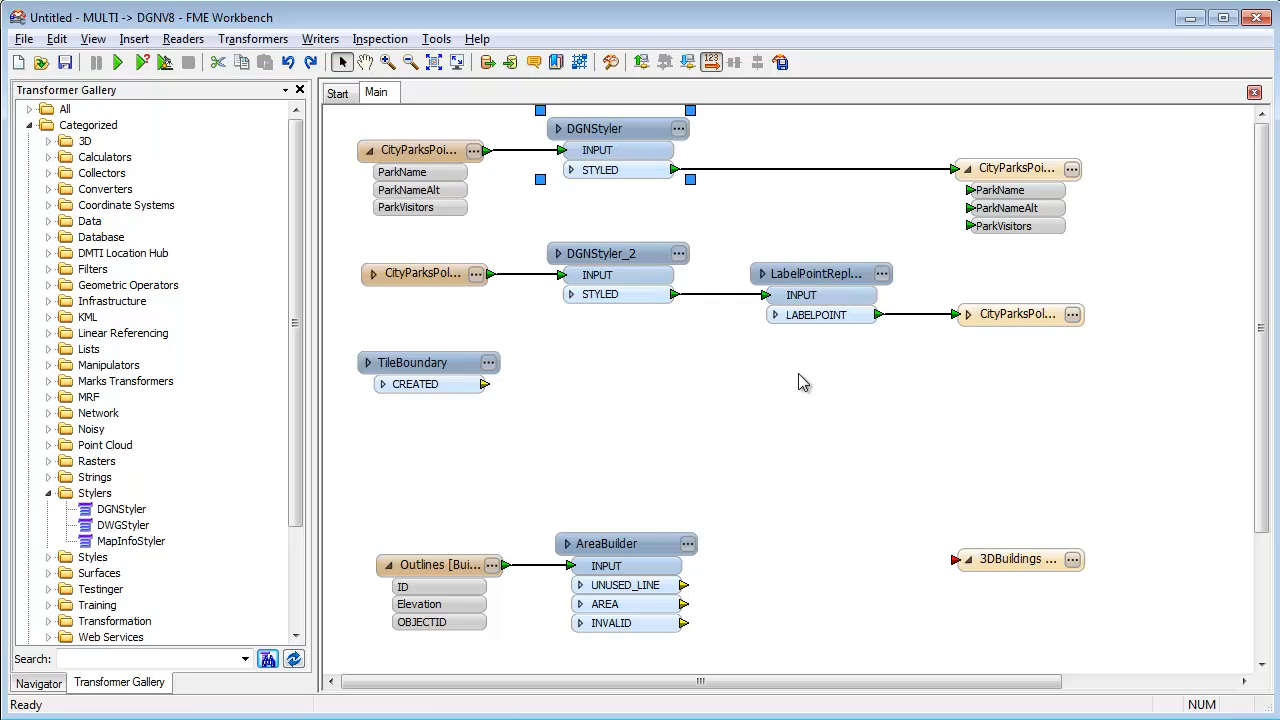 Untitled - MULTI -> DGNV8 - FME Workbench
File Edit View Insert Readers Transformers Writers Inspection Tools Help
Transformer Gallery
All
Categorized
3D
Calculators
Collectors
Converters
Coordinate Systems
Data
Database
DMTI Location Hub
Filters
Geometric Operators
Infrastructure
KML
Linear Referencing
Lists
Manipulators
Marks Transformers
MRF
Network
Noisy
Point Cloud
Rasters
Strings
Stylers
DGNStyler
DWGStyler
MapInfoStyler
Styles
Surfaces
Testinger
Training
Transformation
Web Services
Search:
Navigator Transformer Gallery
Start Main
CityParksPoi...
ParkName
ParkNameAlt
ParkVisitors
DGNStyler
INPUT
STYLED
CityParksPoi...
ParkName
ParkNameAlt
ParkVisitors
CityParksPol...
DGNStyler_2
INPUT
STYLED
LabelPointRepl...
INPUT
LABELPOINT
CityParksPol...
TileBoundary
CREATED
Outlines [Bui...
ID
Elevation
OBJECTID
AreaBuilder
INPUT
UNUSED_LINE
AREA
INVALID
3DBuildings ...
Ready
NUM